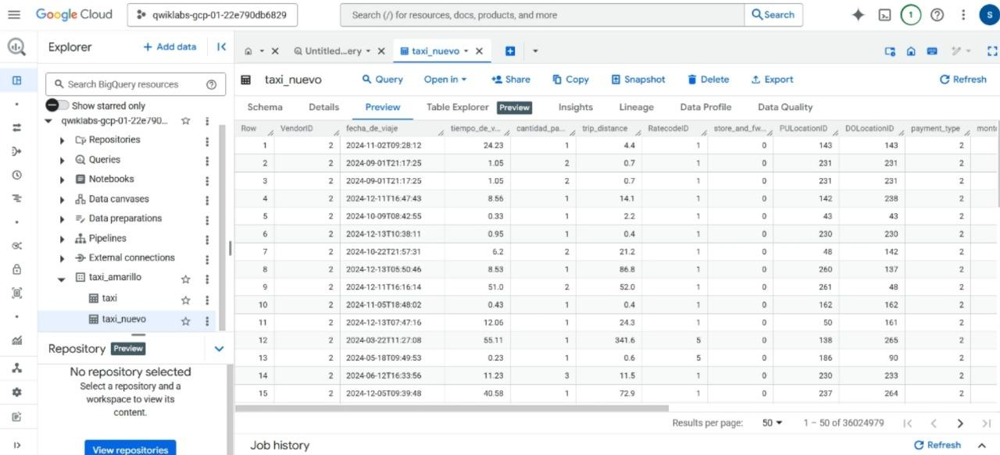 Google Cloud qwiklabs-gcp-01-22e790db6829 Search (/) for resources, docs, products, and more Search 1 S
Explorer + Add data Untitled...ery taxi_nuevo
Search BigQuery resources
Show starred only
qwiklabs-gcp-01-22e790...
Repositories
Queries
Notebooks
Data canvases
Data preparations
Pipelines
External connections
taxi_amarillo
taxi
taxi_nuevo
Repository Preview
No repository selected
Select a repository and a
workspace to view its
content.
View repositories
taxi_nuevo Query Open in Share Copy Snapshot Delete Export Refresh
Schema Details Preview Table Explorer Preview Insights Lineage Data Profile Data Quality
Row VendorID fecha_de_viaje tiempo_de_v... cantidad_pa... trip_distance RatecodeID store_and_fw... PULocationID DOLocationID payment_type
1 2 2024-11-02T09:28:12 24.23 1 4.4 1 0 143 143 2
2 2 2024-09-01T21:17:25 1.05 2 0.7 1 0 231 231 2
3 2 2024-09-01T21:17:25 1.05 2 0.7 1 0 231 231 2
4 2 2024-12-11T16:47:43 8.56 1 14.1 1 0 142 238 2
5 2 2024-10-09T08:42:55 0.33 1 2.2 1 0 43 43 2
6 2 2024-12-13T10:38:11 0.95 1 0.4 1 0 230 230 2
7 2 2024-10-22T21:57:31 6.2 2 21.2 1 0 48 142 2
8 2 2024-12-13T05:50:46 8.53 1 86.8 1 0 260 137 2
9 2 2024-12-11T16:16:14 51.0 2 52.0 1 0 261 48 2
10 2 2024-11-05T18:48:02 0.43 1 0.4 1 0 162 162 2
11 2 2024-12-13T07:47:16 12.06 1 24.3 1 0 50 161 2
12 2 2024-03-22T11:27:08 55.11 1 341.6 5 0 138 265 2
13 2 2024-05-18T09:49:53 0.23 1 0.6 5 0 186 90 2
14 2 2024-06-12T16:33:56 11.23 3 11.5 1 0 230 233 2
15 2 2024-12-05T09:39:48 40.58 1 72.9 1 0 237 264 2
Results per page: 50 1 – 50 of 36024979
Job history Refresh